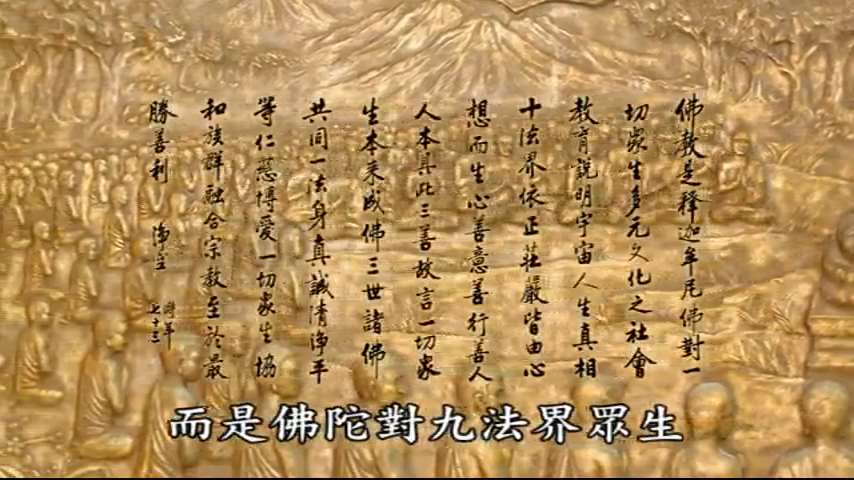 佛教是釋迦牟尼佛對一
切眾生多元文化之社會
教育說明宇宙人生真相
十法界依正莊嚴皆由心
想而生心善意善行善人
人本具此三善故言一切眾
生本來成佛三世諸佛
共同一法身真誠清淨平
等仁慈博愛一切眾生協
和族群融合宗教至於最
勝善利 淨空
時年
七十三
而是佛陀對九法界眾生